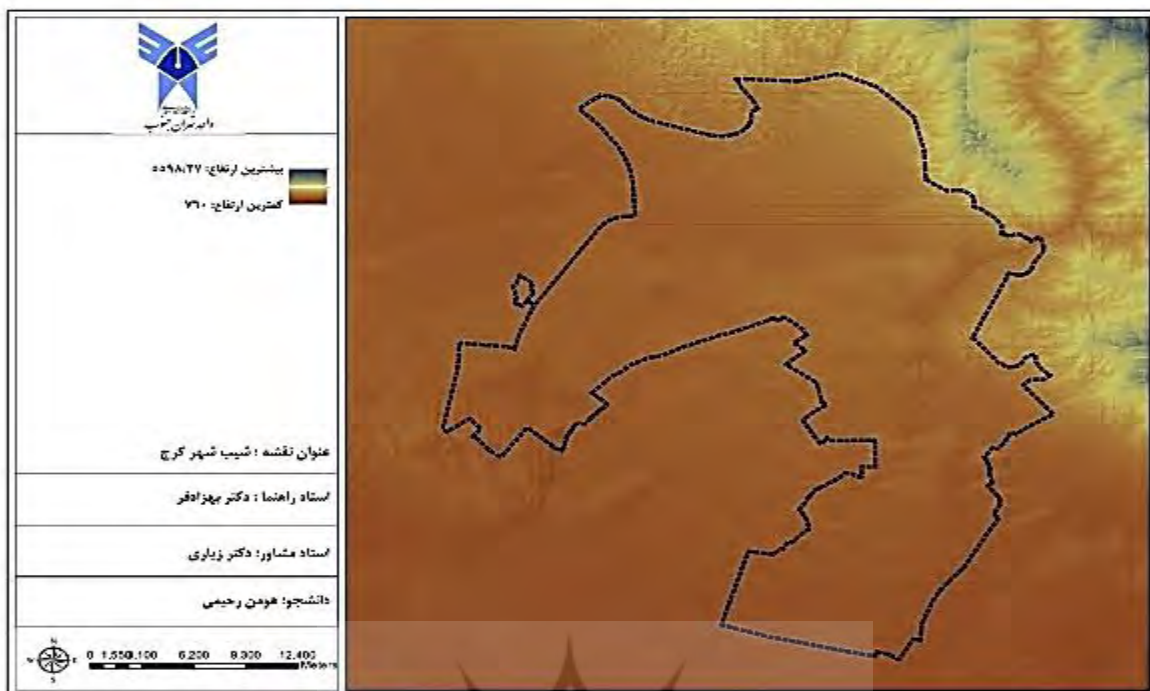 واحد تهران جنوب
بیشترین ارتفاع: ۵۵۹۸/۲۷
کمترین ارتفاع: ۷۶۰
عنوان نقشه : شیب شهر کرج
استاد راهنما : دکتر بهزادفر
استاد مشاور: دکتر زیاری
دانشجو: هومن رحیمی
N
W E
S
0 1,550 3,100 6,200 9,300 12,400
Meters